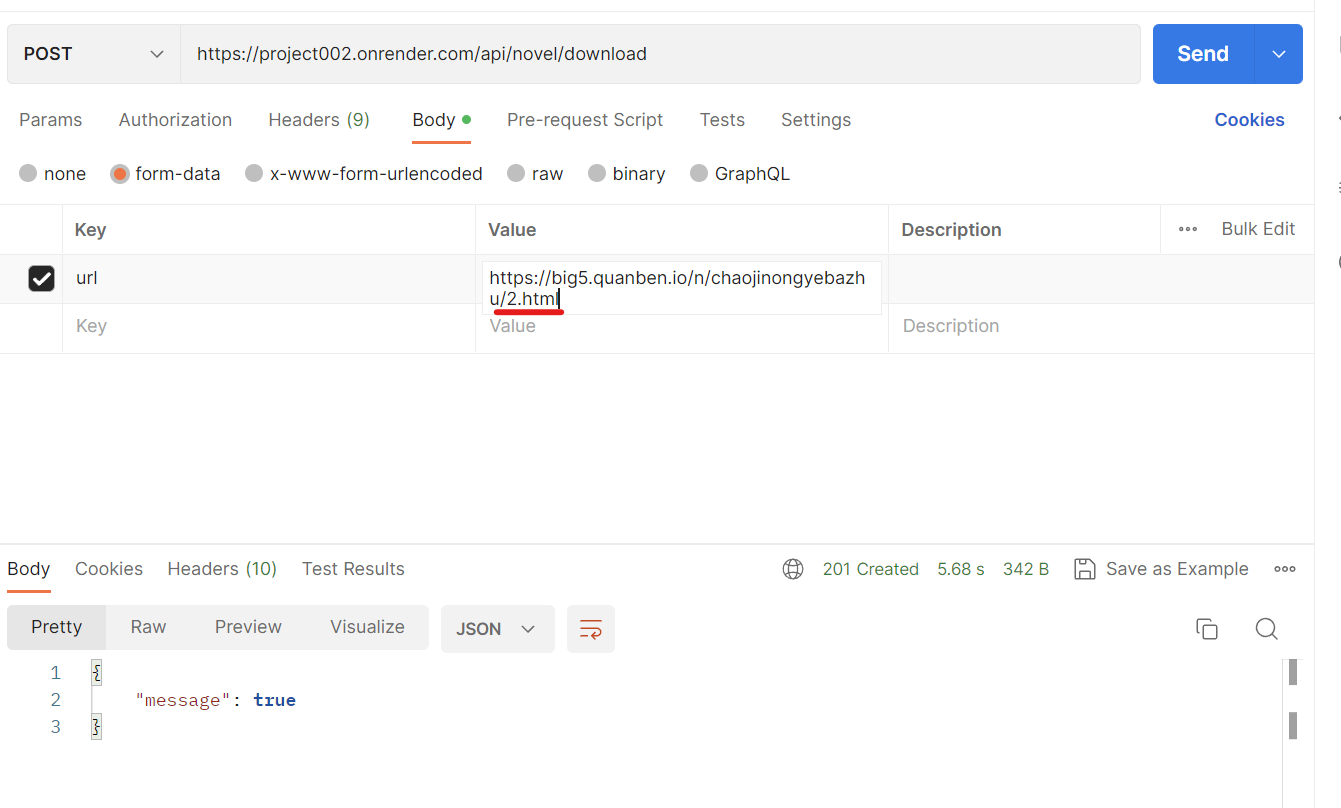 POST https://project002.onrender.com/api/novel/download Send
Params Authorization Headers (9) Body Pre-request Script Tests Settings Cookies
none form-data x-www-form-urlencoded raw binary GraphQL
Key Value Description Bulk Edit
url https://big5.quanben.io/n/chaojinongyebazh
u/2.html
Key Value Description
Body Cookies Headers (10) Test Results 201 Created 5.68 s 342 B Save as Example
Pretty Raw Preview Visualize JSON
1 {
2 "message": true
3 }